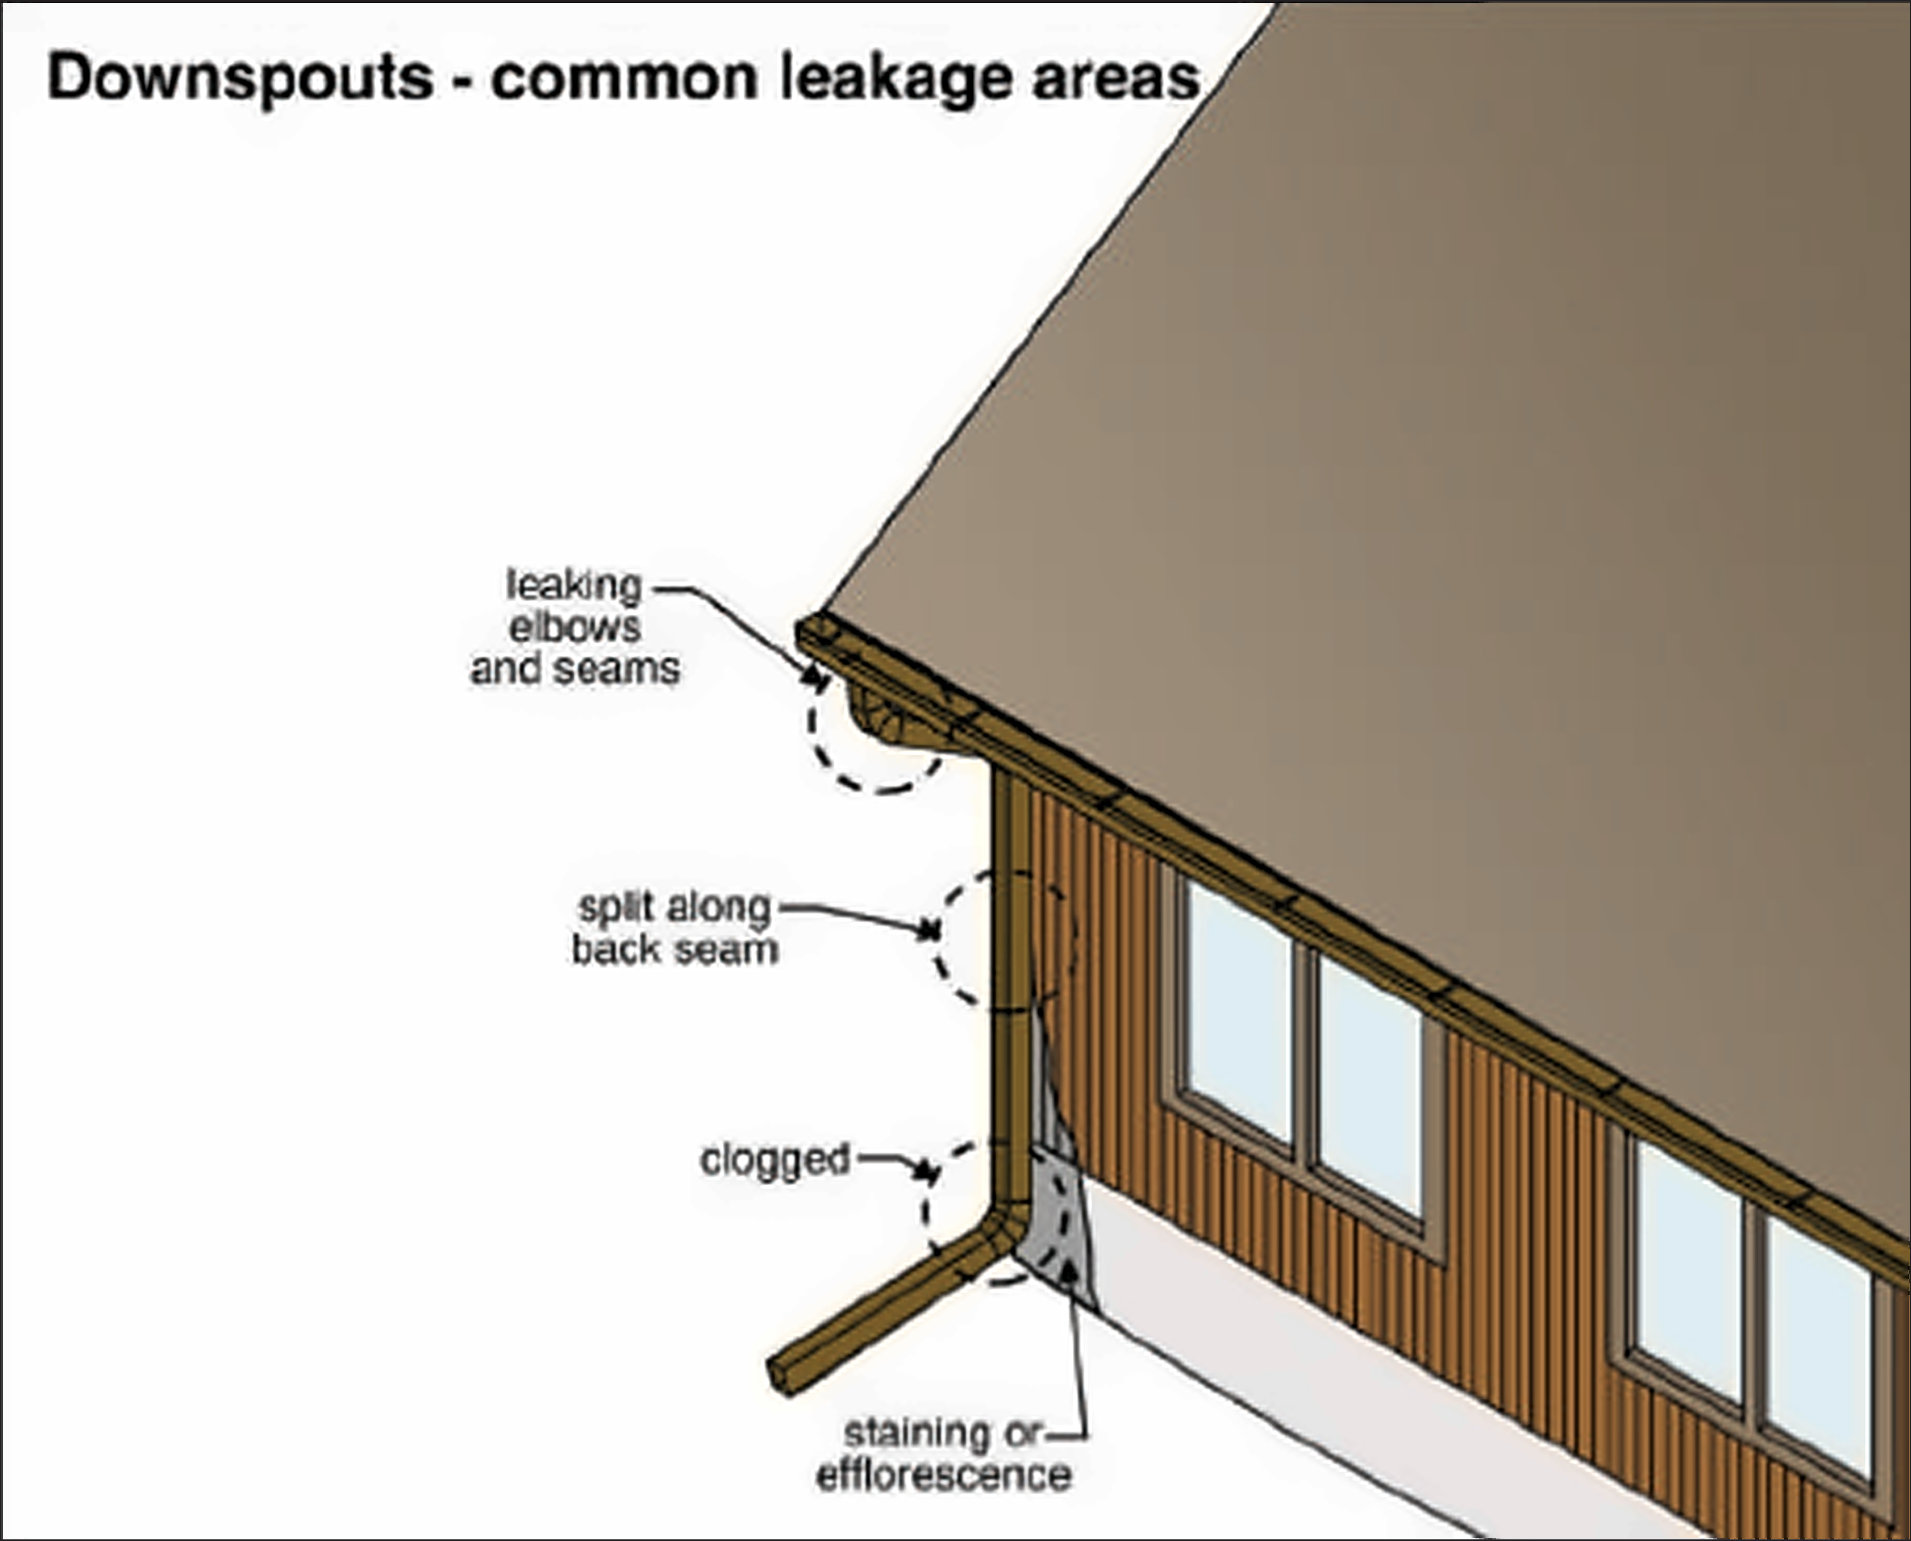 Downspouts - common leakage areas
leaking
elbows
and seams
split along
back seam
clogged
staining or
efflorescence